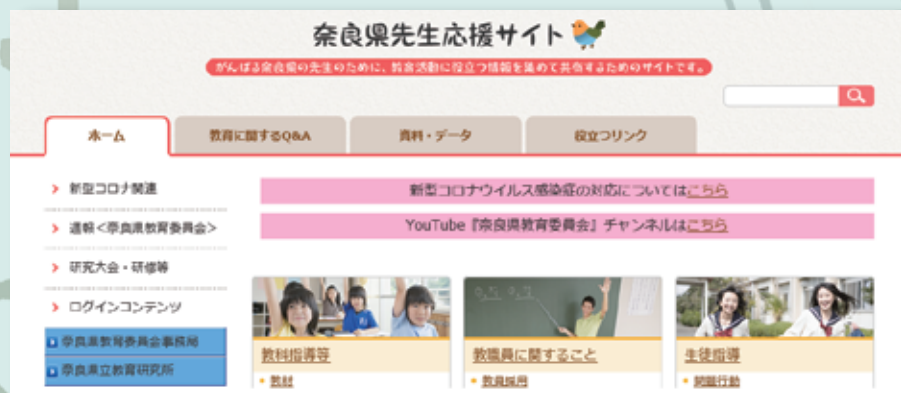 奈良県先生応援サイト
がんばる奈良県の先生のために、教育活動に役立つ情報を集めて共有するためのサイトです。
ホーム
教育に関するQ&A
資料・データ
役立つリンク
新型コロナ関連
週報<奈良県教育委員会>
研究大会・研修等
ログインコンテンツ
奈良県教育委員会事務局
奈良県立教育研究所
新型コロナウイルス感染症の対応についてはこちら
YouTube『奈良県教育委員会』チャンネルはこちら
教科指導等
教材
教職員に関すること
教員採用
生徒指導
問題行動